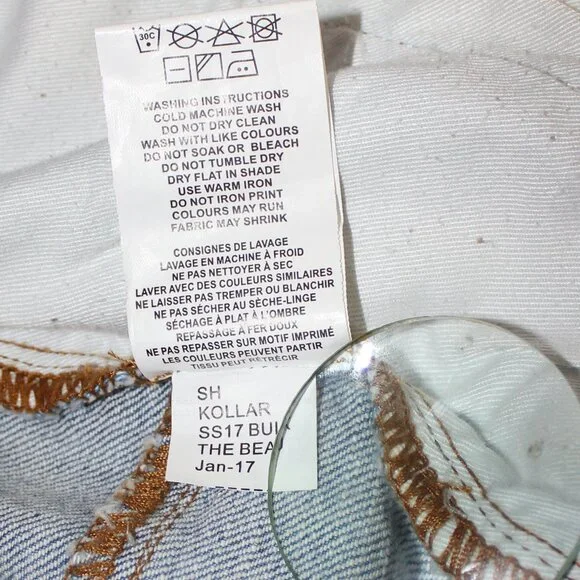 30C
WASHING INSTRUCTIONS
COLD MACHINE WASH
DO NOT DRY CLEAN
WASH WITH LIKE COLOURS
DO NOT SOAK OR BLEACH
DO NOT TUMBLE DRY
DRY FLAT IN SHADE
USE WARM IRON
DO NOT IRON PRINT
COLOURS MAY RUN
FABRIC MAY SHRINK
CONSIGNES DE LAVAGE
LAVAGE EN MACHINE À FROID
NE PAS NETTOYER À SEC
LAVER AVEC DES COULEURS SIMILAIRES
NE LAISSER PAS TREMPER OU BLANCHIR
NE PAS SÉCHER AU SÈCHE-LINGE
SÉCHAGE À PLAT À L'OMBRE
REPASSAGE À FER DOUX
NE PAS REPASSER SUR MOTIF IMPRIMÉ
LES COULEURS PEUVENT PARTIR
TISSU PEUT RÉTRÉCIR
SH
KOLLAR
SS17
THE
Jan-17